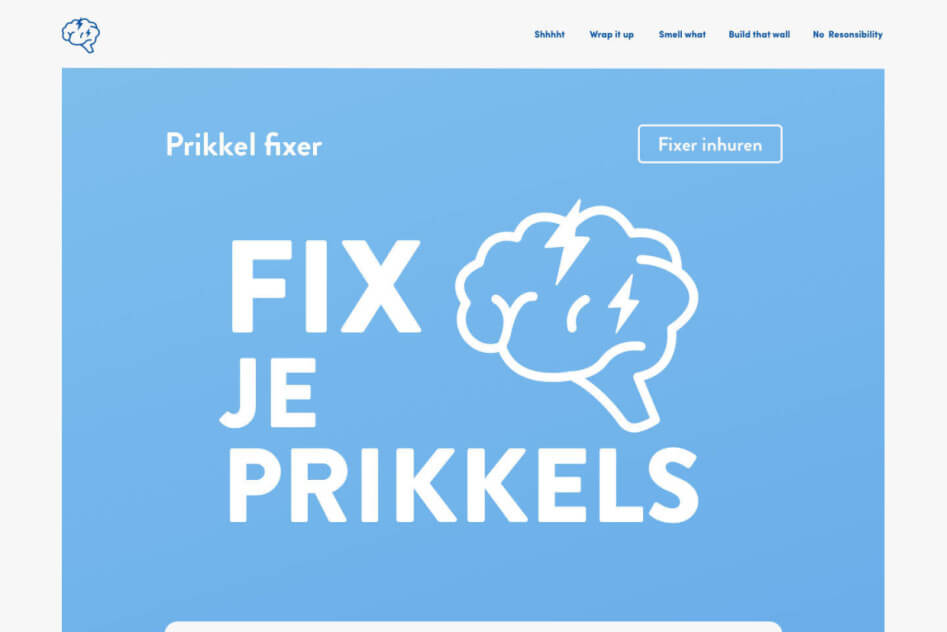 Shhhht Wrap it up Smell what Build that wall No Resonsibility
Prikkel fixer Fixer inhuren
FIX
JE
PRIKKELS